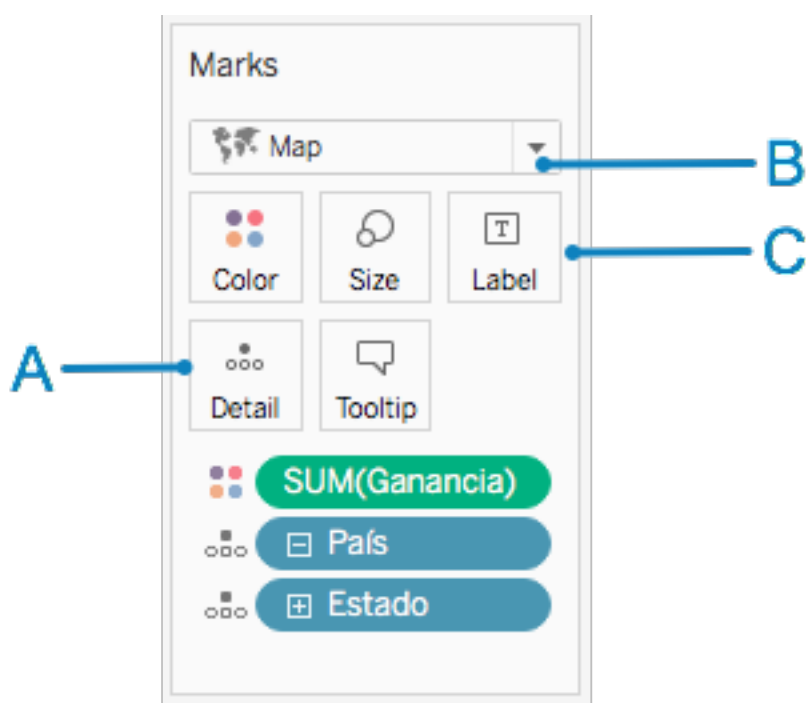 Marks
Map
B
Color
Size
T
Label
C
A
Detail
Tooltip
SUM(Ganancia)
País
Estado